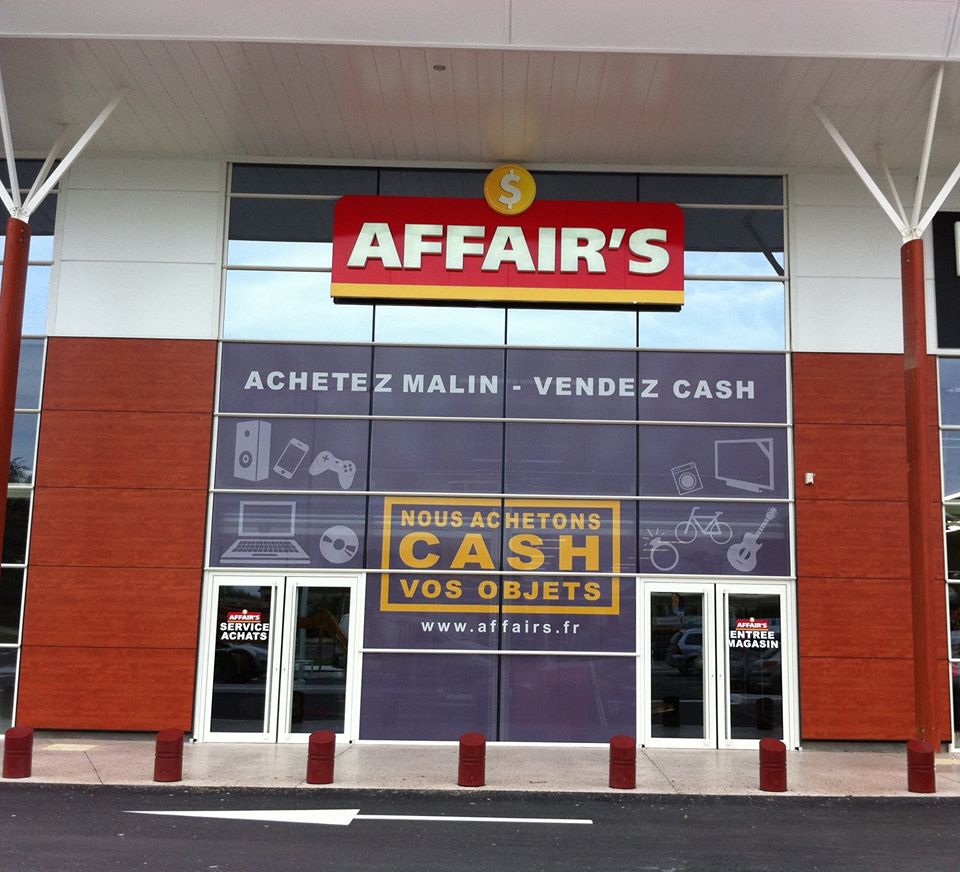 $
AFFAIR'S
ACHETEZ MALIN - VENDEZ CASH
NOUS ACHETONS
CASH
VOS OBJETS
www.affairs.fr
AFFAIR'S
SERVICE
ACHATS
AFFAIR'S
ENTREE
MAGASIN